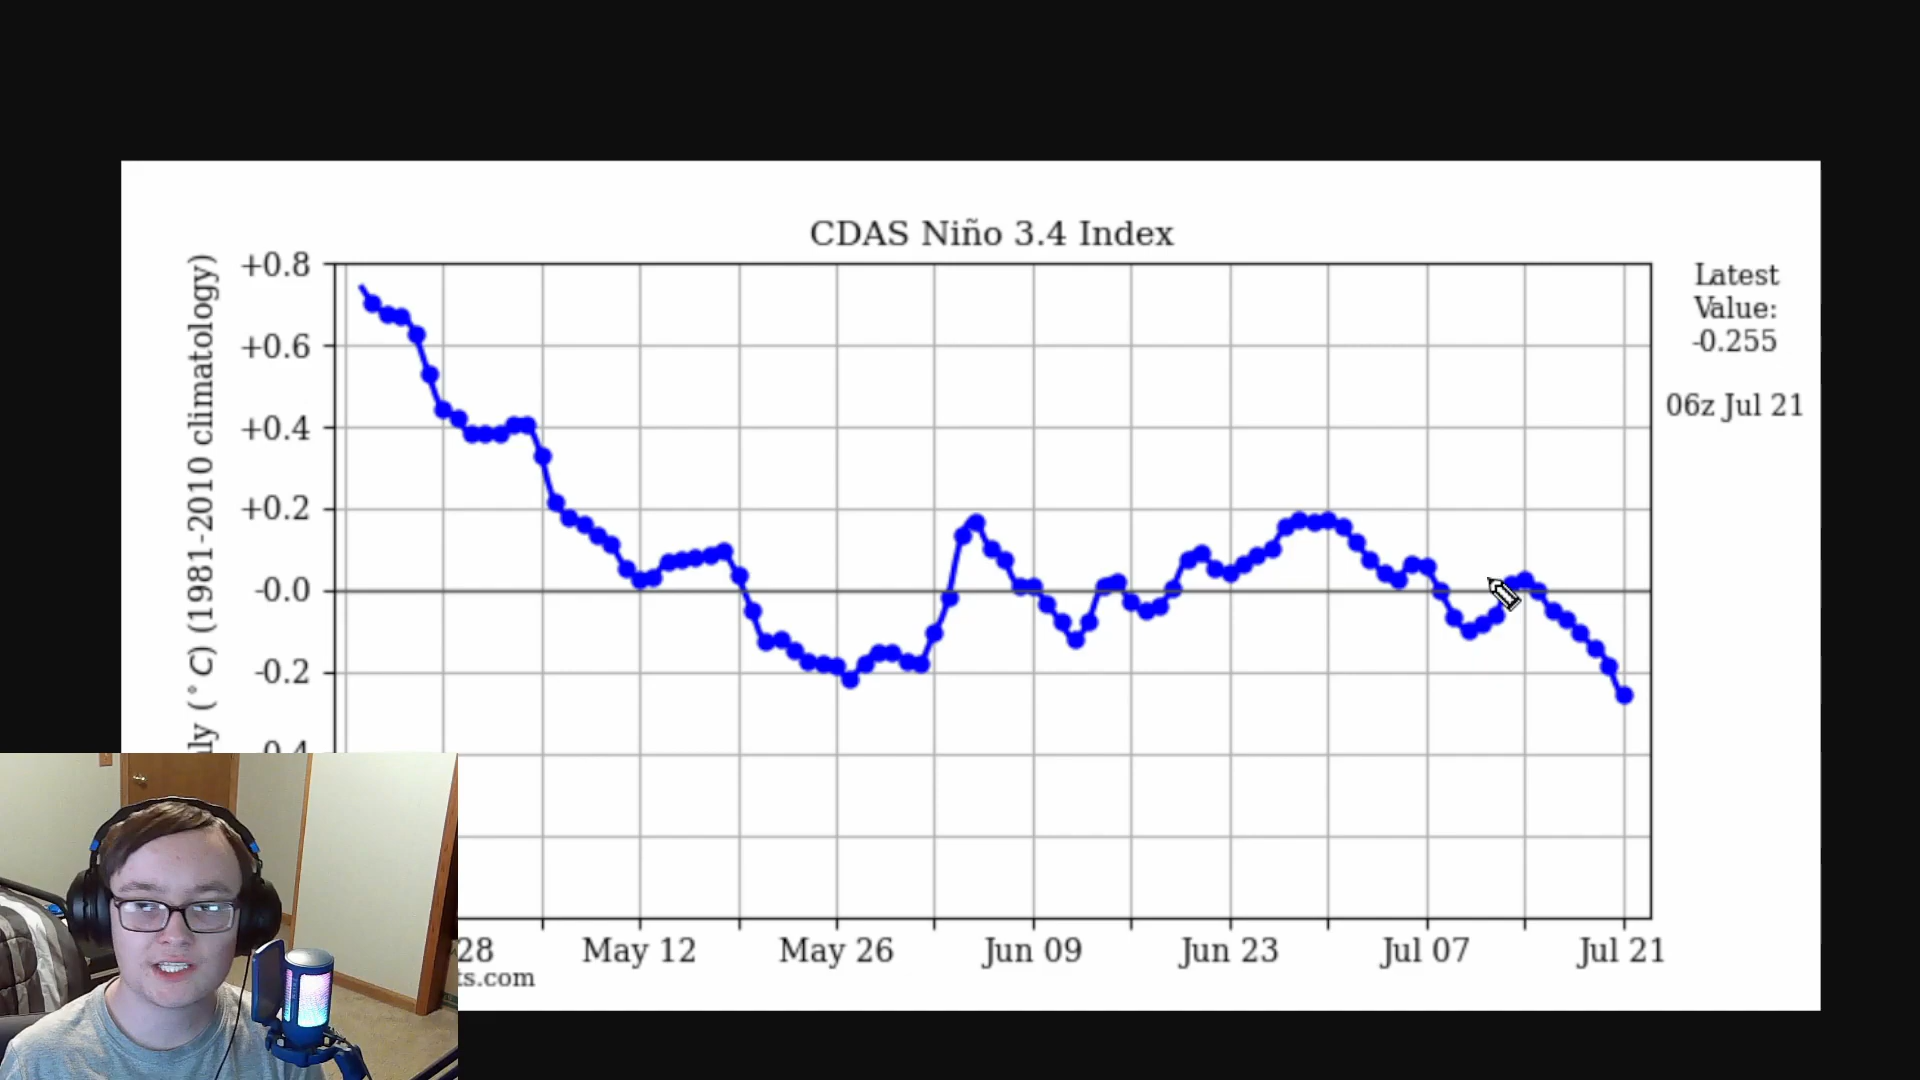 CDAS Niño 3.4 Index
+0.8
+0.6
+0.4
+0.2
-0.0
-0.2
ly (°C) (1981-2010 climatology)
Latest
Value:
-0.255
06z Jul 21
28
May 12
May 26
Jun 09
Jun 23
Jul 07
Jul 21
ts.com